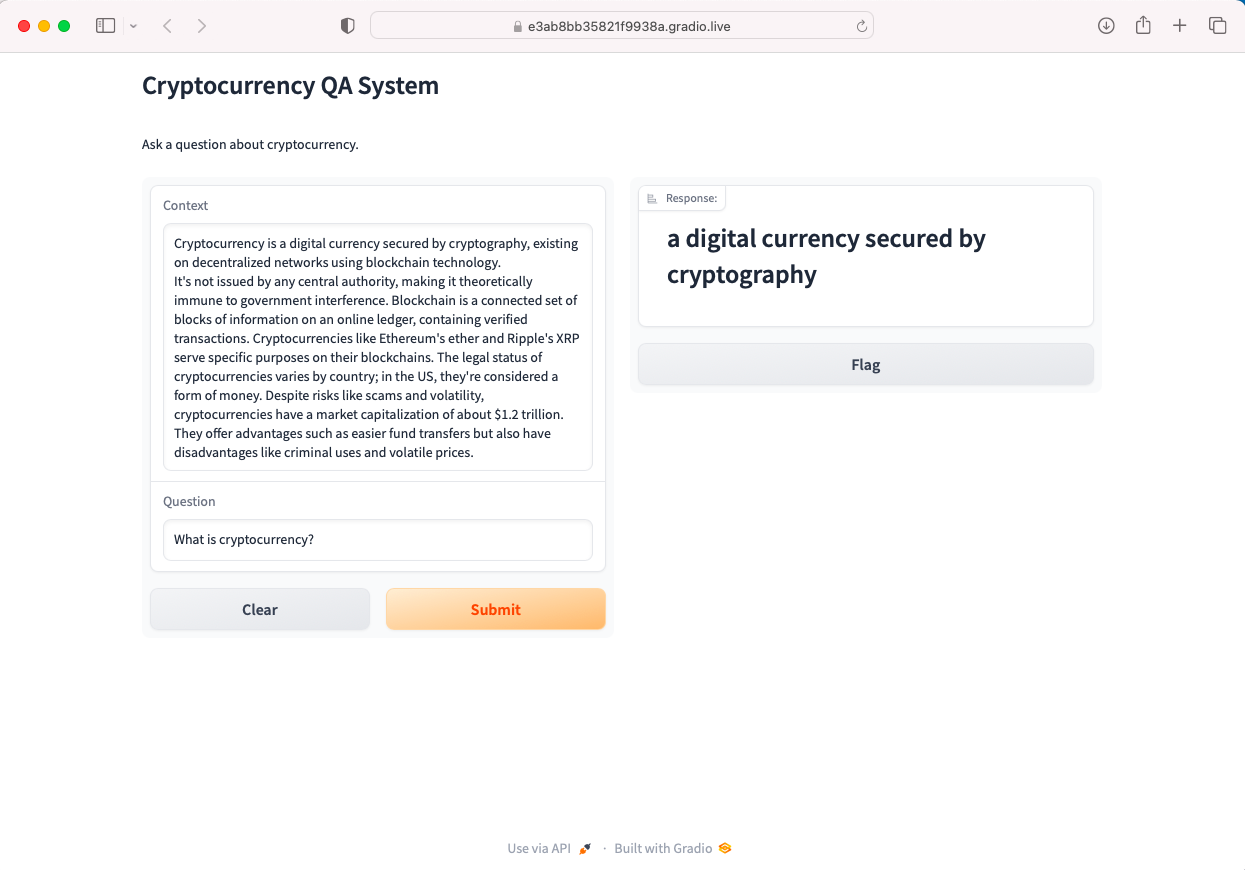 e3ab8bb35821f9938a.gradio.live
Cryptocurrency QA System
Ask a question about cryptocurrency.
Context
Cryptocurrency is a digital currency secured by cryptography, existing
on decentralized networks using blockchain technology.
It's not issued by any central authority, making it theoretically
immune to government interference. Blockchain is a connected set of
blocks of information on an online ledger, containing verified
transactions. Cryptocurrencies like Ethereum's ether and Ripple's XRP
serve specific purposes on their blockchains. The legal status of
cryptocurrencies varies by country; in the US, they're considered a
form of money. Despite risks like scams and volatility,
cryptocurrencies have a market capitalization of about $1.2 trillion.
They offer advantages such as easier fund transfers but also have
disadvantages like criminal uses and volatile prices.
Question
What is cryptocurrency?
Clear
Submit
Response:
a digital currency secured by
cryptography
Flag
Use via API · Built with Gradio